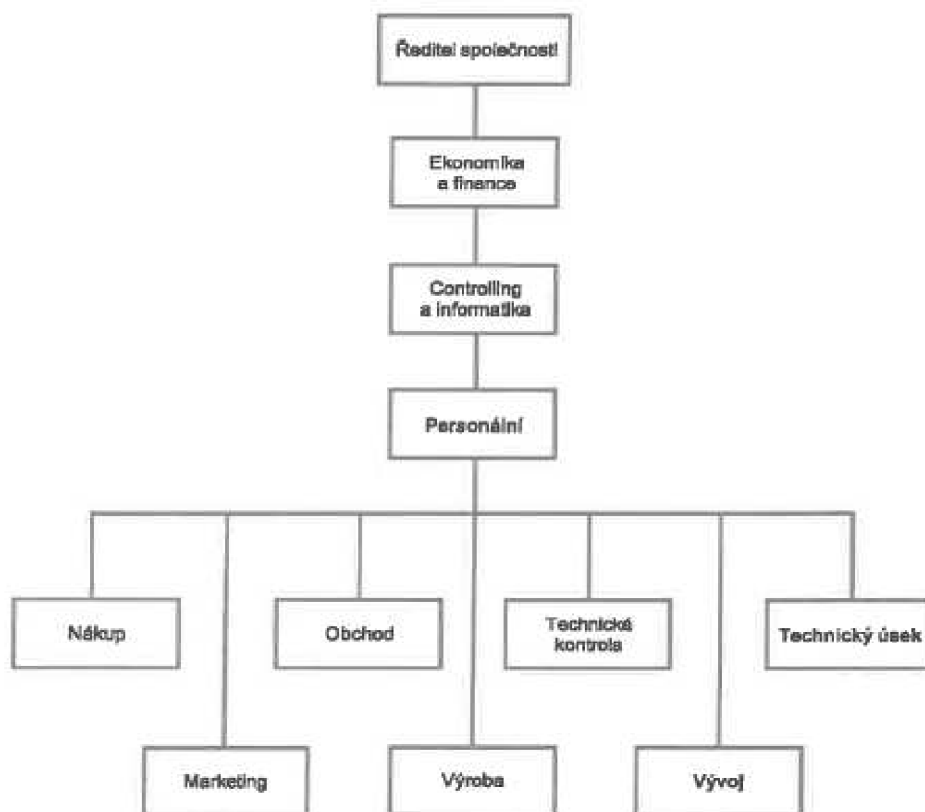 Ředitel společnosti
Ekonomika
a finance
Controlling
a informatika
Personální
Nákup
Obchod
Technická
kontrola
Technický úsek
Marketing
Výroba
Vývoj